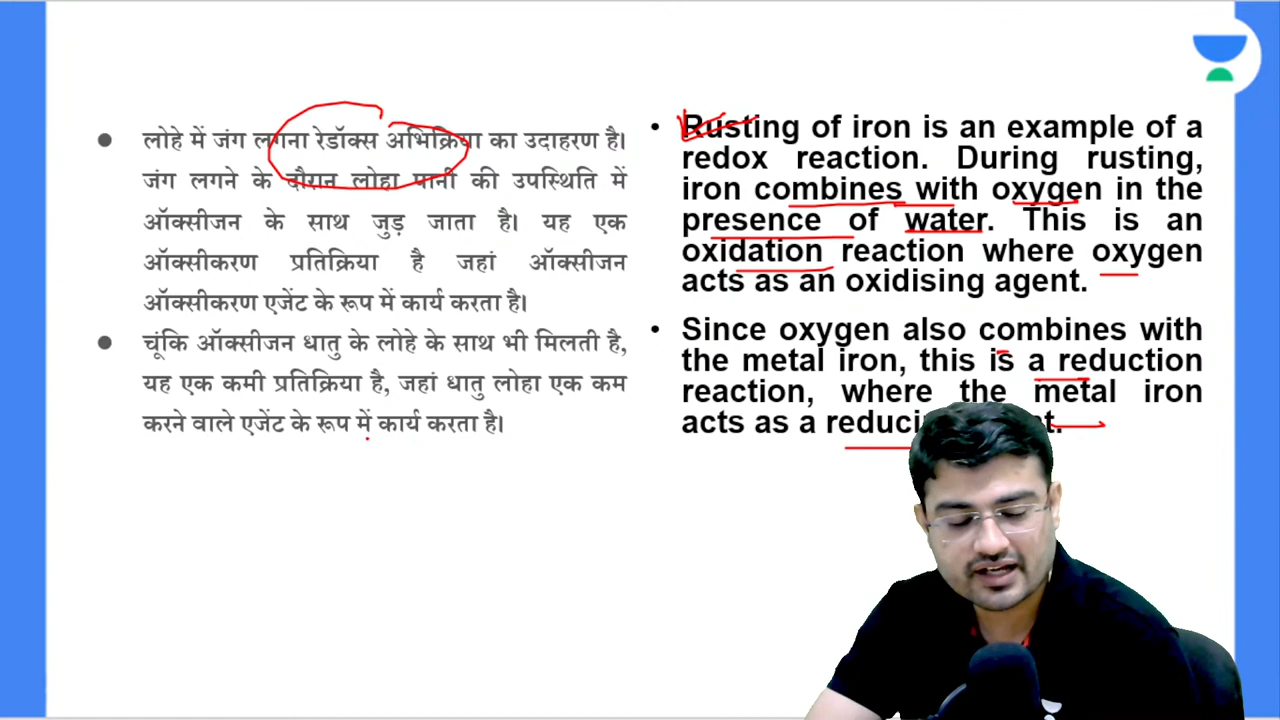 लोहे में जंग लगना रेडॉक्स अभिक्रिया का उदाहरण है।
जंग लगने के दौरान लोहा पानी की उपस्थिति में
ऑक्सीजन के साथ जुड़ जाता है। यह एक
ऑक्सीकरण प्रतिक्रिया है जहां ऑक्सीजन
ऑक्सीकरण एजेंट के रूप में कार्य करता है।
चूंकि ऑक्सीजन धातु के लोहे के साथ भी मिलती है,
यह एक कमी प्रतिक्रिया है, जहां धातु लोहा एक कम
करने वाले एजेंट के रूप में कार्य करता है।
Rusting of iron is an example of a
redox reaction. During rusting,
iron combines with oxygen in the
presence of water. This is an
oxidation reaction where oxygen
acts as an oxidising agent.
Since oxygen also combines with
the metal iron, this is a reduction
reaction, where the metal iron
acts as a